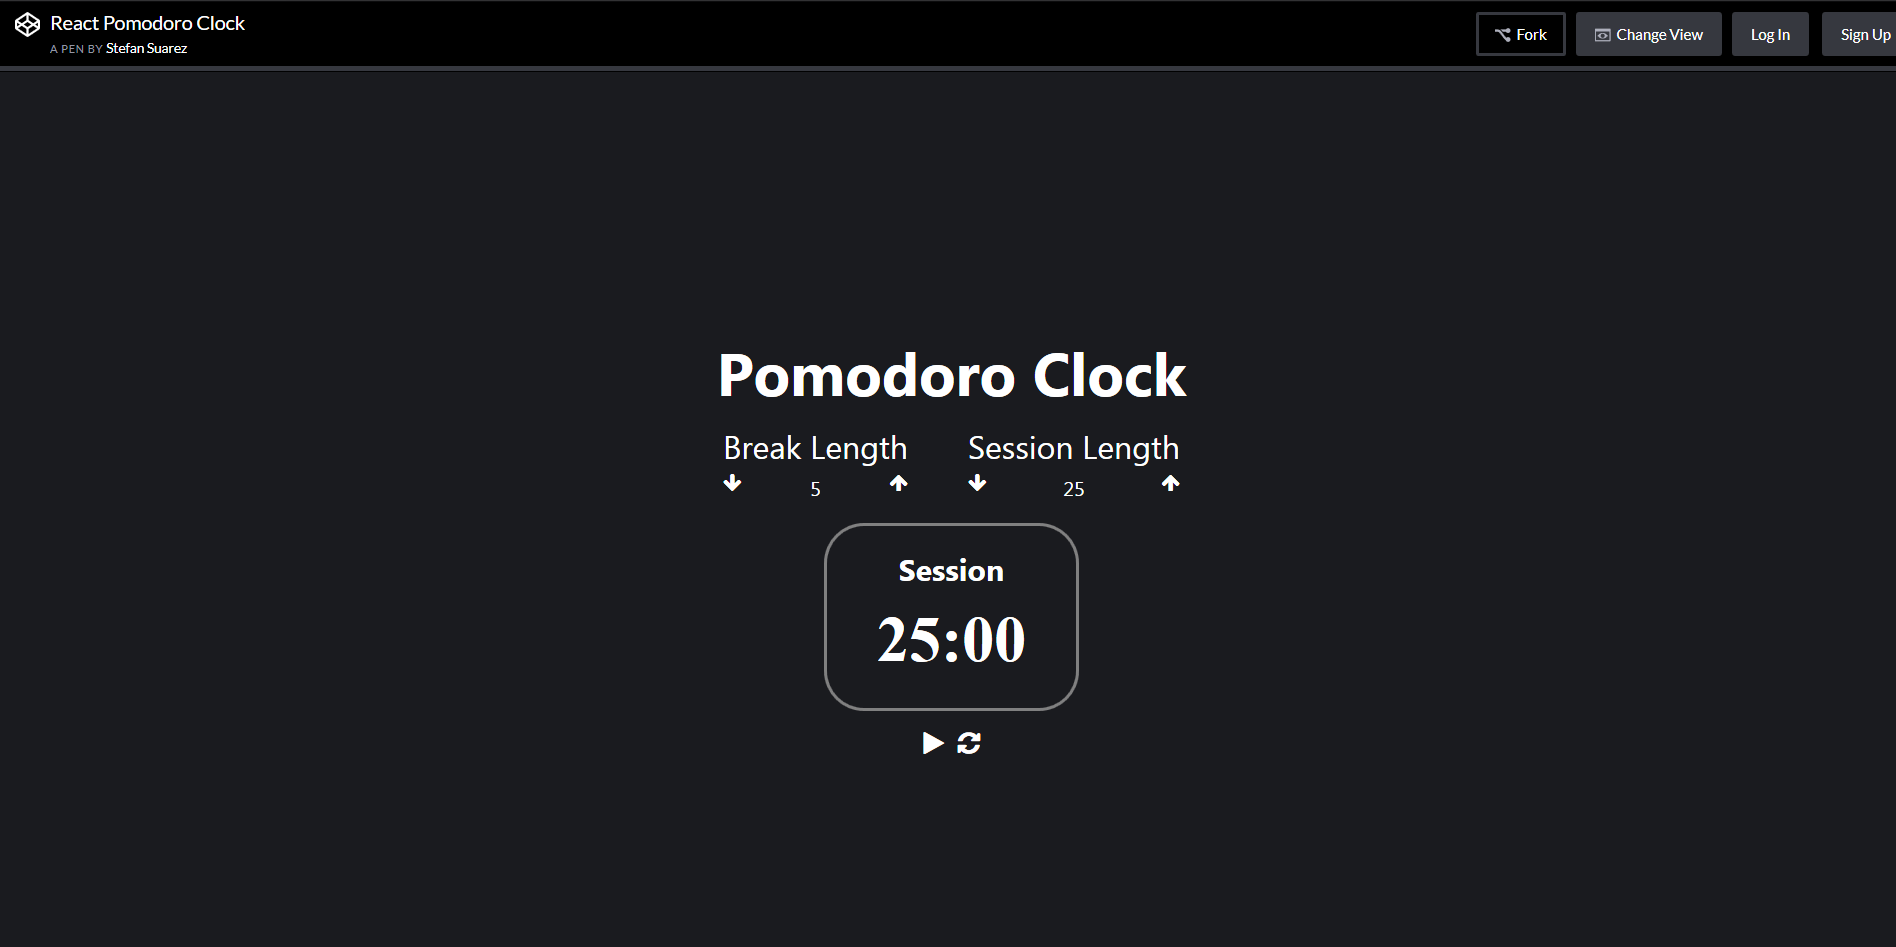 React Pomodoro Clock
A PEN BY Stefan Suarez
Fork
Change View
Log In
Sign Up
Pomodoro Clock
Break Length
5
Session Length
25
Session
25:00